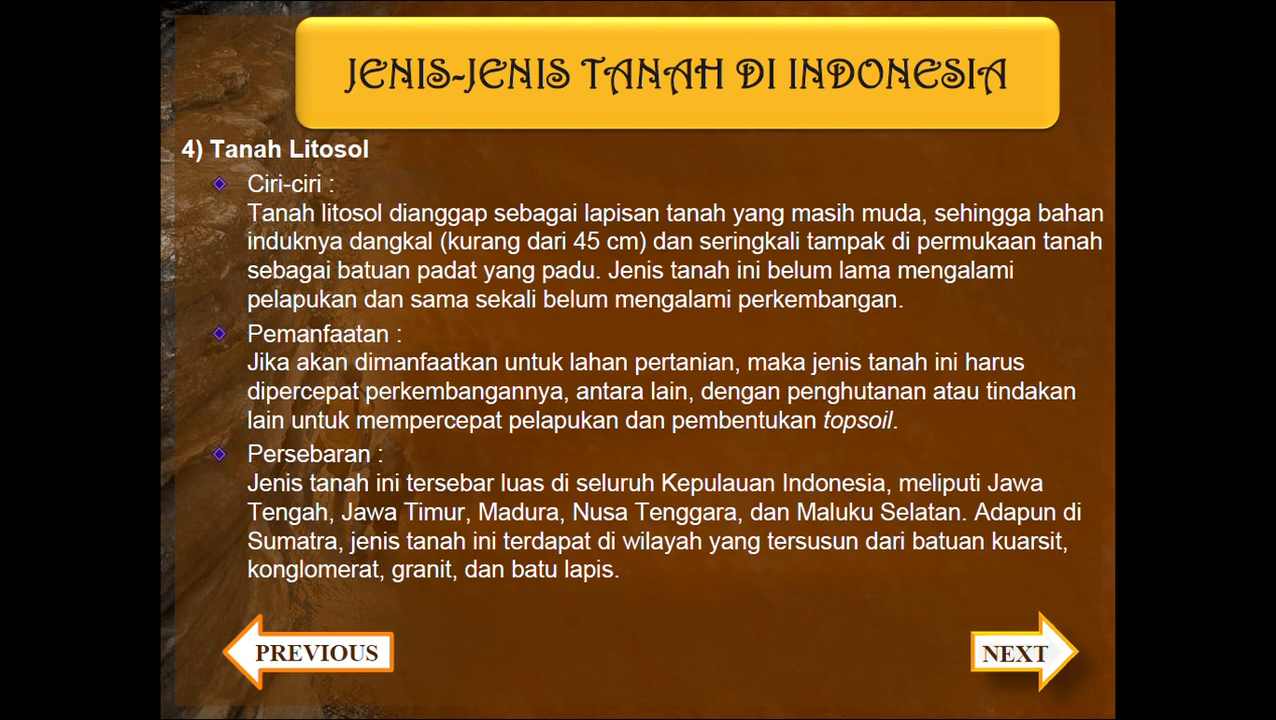 JENIS-JENIS TANAH DI INDONESIA
4) Tanah Litosol
Ciri-ciri :
Tanah litosol dianggap sebagai lapisan tanah yang masih muda, sehingga bahan
induknya dangkal (kurang dari 45 cm) dan seringkali tampak di permukaan tanah
sebagai batuan padat yang padu. Jenis tanah ini belum lama mengalami
pelapukan dan sama sekali belum mengalami perkembangan.
Pemanfaatan :
Jika akan dimanfaatkan untuk lahan pertanian, maka jenis tanah ini harus
dipercepat perkembangannya, antara lain, dengan penghutanan atau tindakan
lain untuk mempercepat pelapukan dan pembentukan topsoil.
Persebaran :
Jenis tanah ini tersebar luas di seluruh Kepulauan Indonesia, meliputi Jawa
Tengah, Jawa Timur, Madura, Nusa Tenggara, dan Maluku Selatan. Adapun di
Sumatra, jenis tanah ini terdapat di wilayah yang tersusun dari batuan kuarsit,
konglomerat, granit, dan batu lapis.
PREVIOUS
NEXT